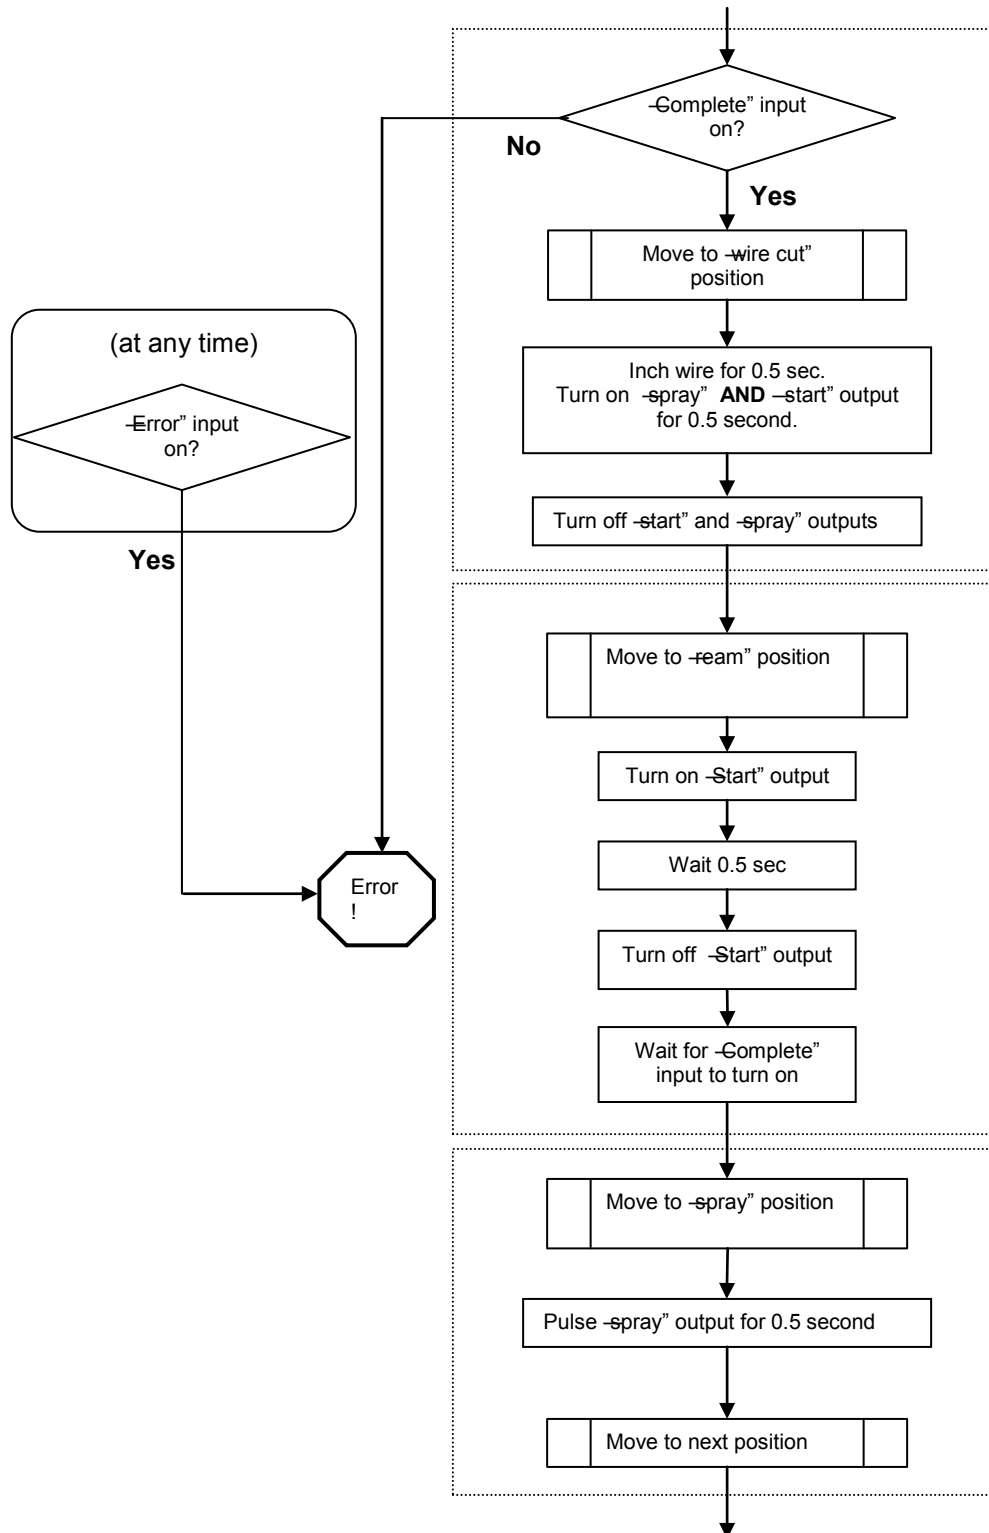 “Complete” input
on?
No
Yes
Move to “wire cut”
position
(at any time)
Inch wire for 0.5 sec.
Turn on “spray” AND “start” output
for 0.5 second.
“Error” input
on?
Turn off “start” and “spray” outputs
Yes
Move to “ream” position
Turn on “Start” output
Wait 0.5 sec
Error
!
Turn off “Start” output
Wait for “Complete”
input to turn on
Move to “spray” position
Pulse “spray” output for 0.5 second
Move to next position